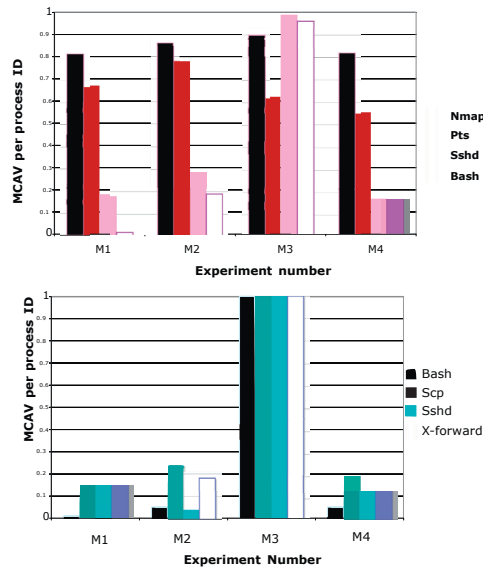 MCAV per process ID
1
0.9
0.8
0.7
0.6
0.5
0.4
0.3
0.2
0.1
0
M1
M2
M3
M4
Experiment number
Nmap
Pts
Sshd
Bash
MCAV per process ID
1
0.9
0.8
0.7
0.6
0.5
0.4
0.3
0.2
0.1
0
M1
M2
M3
M4
Experiment Number
Bash
Scp
Sshd
X-forward